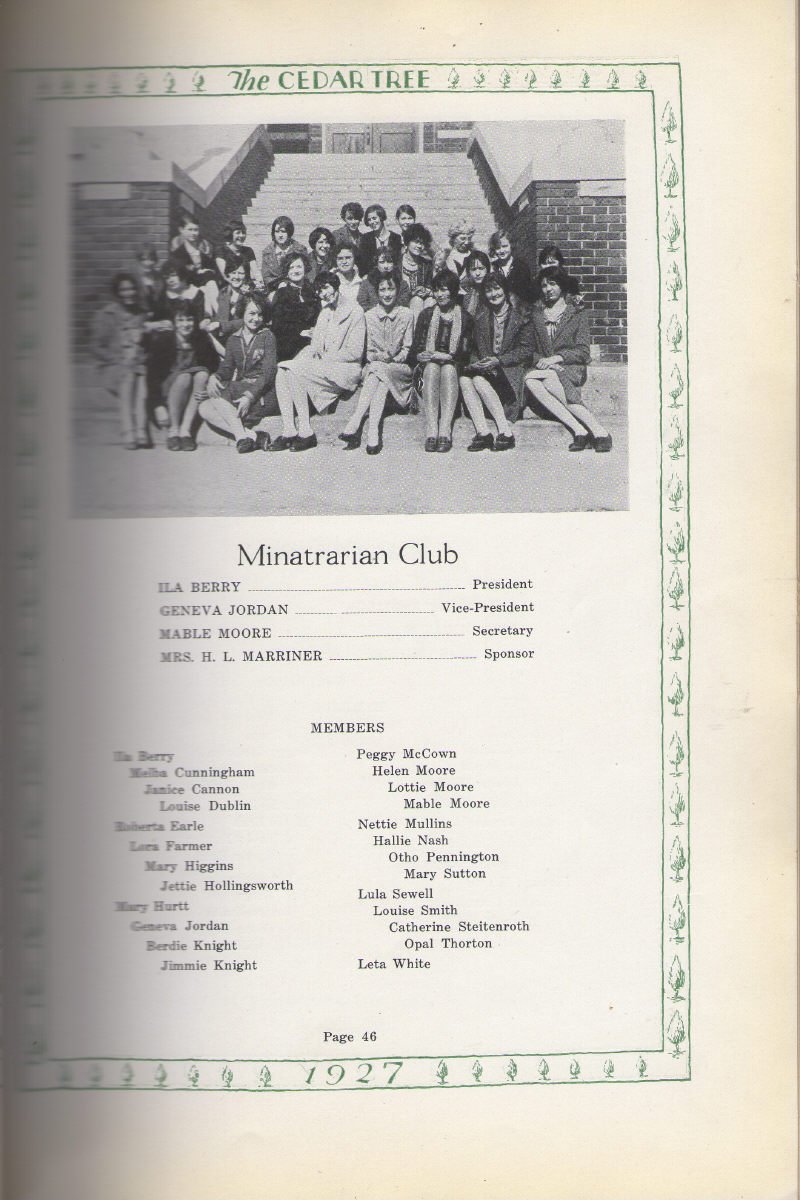 The CEDAR TREE
Minatrarian Club
ILA BERRY President
GENEVA JORDAN Vice-President
MABLE MOORE Secretary
MRS. H. L. MARRINER Sponsor
MEMBERS
Ila Berry
Melba Cunningham
Janice Cannon
Louise Dublin
Roberta Earle
Lora Farmer
Mary Higgins
Jettie Hollingsworth
Mary Hurtt
Geneva Jordan
Berdie Knight
Jimmie Knight
Peggy McCown
Helen Moore
Lottie Moore
Mable Moore
Nettie Mullins
Hallie Nash
Otho Pennington
Mary Sutton
Lula Sewell
Louise Smith
Catherine Steitenroth
Opal Thorton
Leta White
Page 46
1927